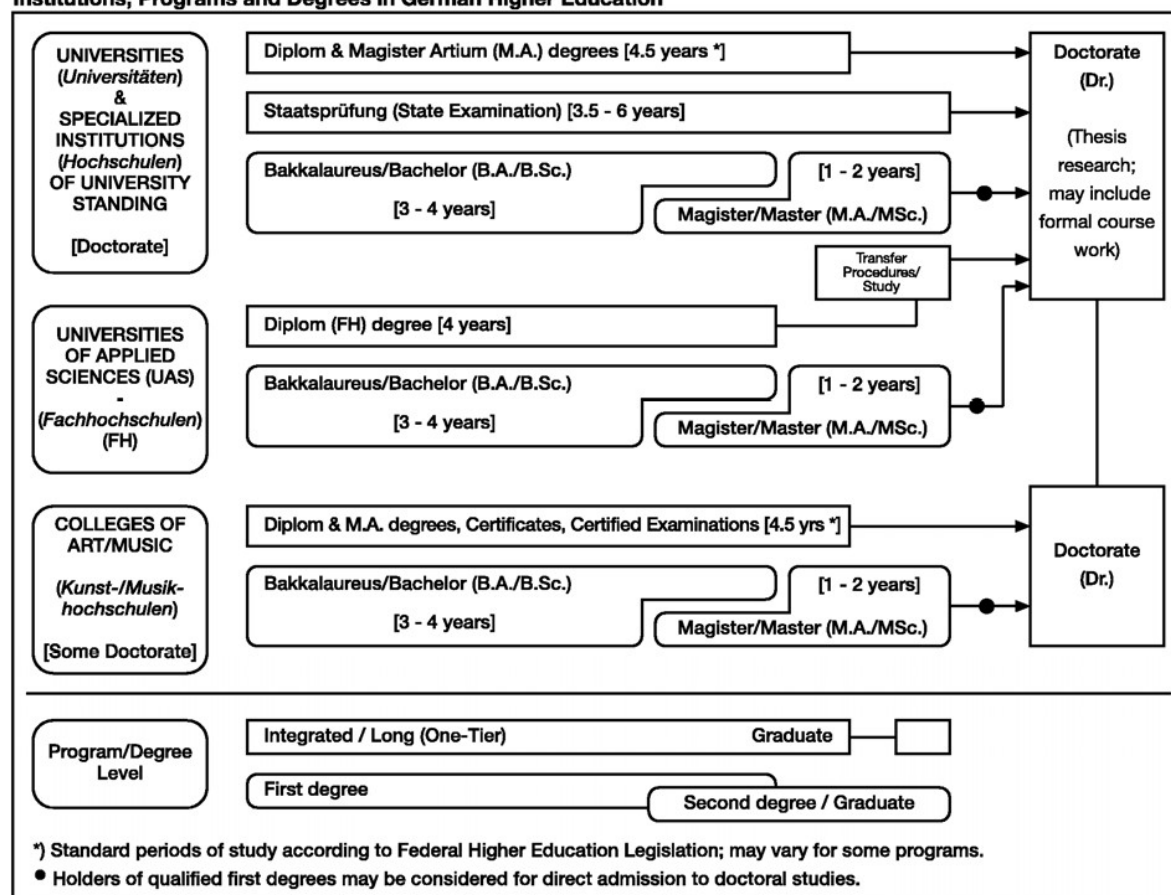 Institutions, Programs and Degrees in German Higher Education
UNIVERSITIES
(Universitäten)
&
SPECIALIZED
INSTITUTIONS
(Hochschulen)
OF UNIVERSITY
STANDING
[Doctorate]
Diplom & Magister Artium (M.A.) degrees [4.5 years *]
Staatsprüfung (State Examination) [3.5 - 6 years]
Bakkalaureus/Bachelor (B.A./B.Sc.)
[3 - 4 years]
[1 - 2 years]
Magister/Master (M.A./MSc.)
Transfer
Procedures/
Study
Doctorate
(Dr.)
(Thesis
research;
may include
formal course
work)
UNIVERSITIES
OF APPLIED
SCIENCES (UAS)
-
(Fachhochschulen)
(FH)
Diplom (FH) degree [4 years]
Bakkalaureus/Bachelor (B.A./B.Sc.)
[3 - 4 years]
[1 - 2 years]
Magister/Master (M.A./MSc.)
COLLEGES OF
ART/MUSIC
(Kunst-/Musik-
hochschulen)
[Some Doctorate]
Diplom & M.A. degrees, Certificates, Certified Examinations [4.5 yrs *]
Bakkalaureus/Bachelor (B.A./B.Sc.)
[3 - 4 years]
[1 - 2 years]
Magister/Master (M.A./MSc.)
Doctorate
(Dr.)
Program/Degree
Level
Integrated / Long (One-Tier) Graduate
First degree
Second degree / Graduate
*) Standard periods of study according to Federal Higher Education Legislation; may vary for some programs.
● Holders of qualified first degrees may be considered for direct admission to doctoral studies.